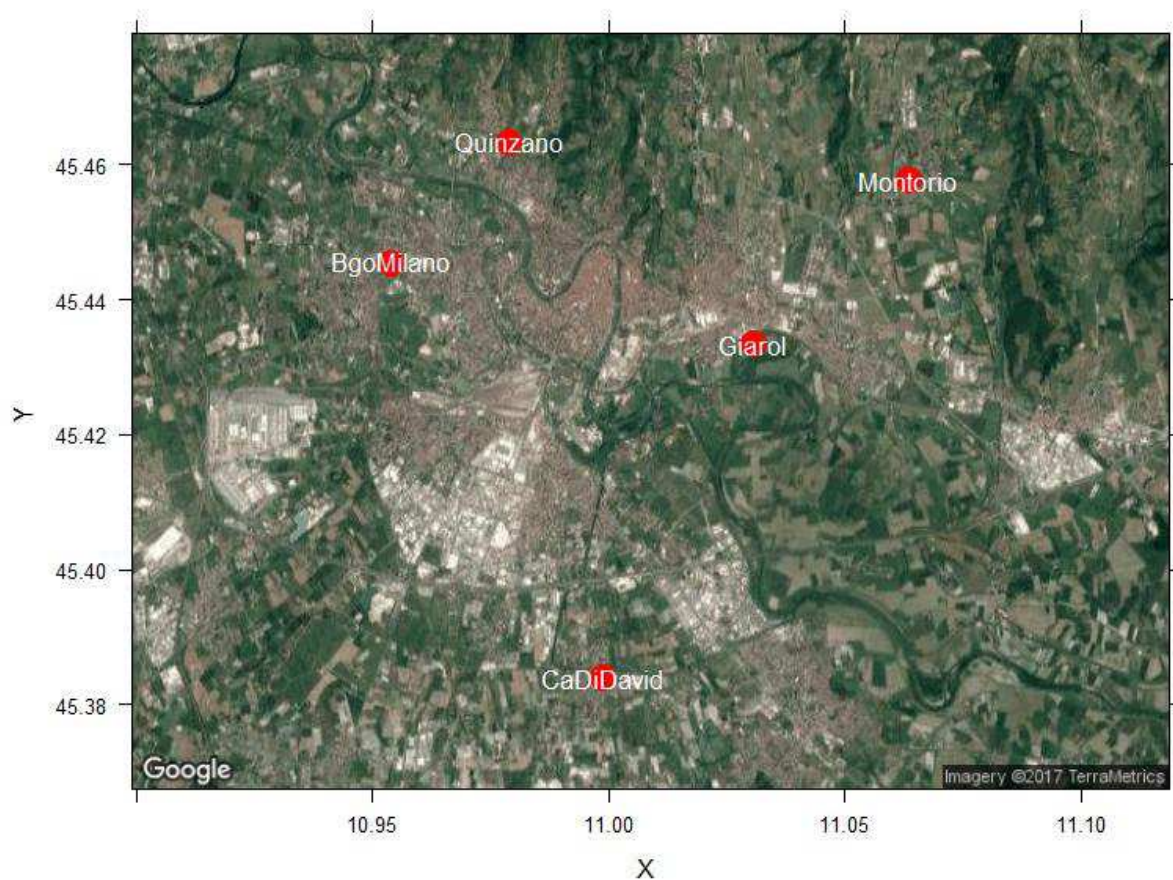 Quinzano
45.46
Montorio
BgoMilano
45.44
Giarol
Y
45.42
45.40
CaDiDavid
45.38
Google
Imagery ©2017 TerraMetrics
10.95
11.00
11.05
11.10
X